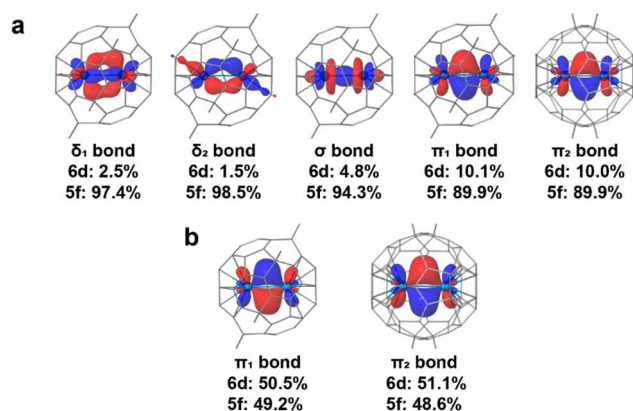 a
δ₁ bond
6d: 2.5%
5f: 97.4%
δ₂ bond
6d: 1.5%
5f: 98.5%
σ bond
6d: 4.8%
5f: 94.3%
π₁ bond
6d: 10.1%
5f: 89.9%
π₂ bond
6d: 10.0%
5f: 89.9%
b
π₁ bond
6d: 50.5%
5f: 49.2%
π₂ bond
6d: 51.1%
5f: 48.6%